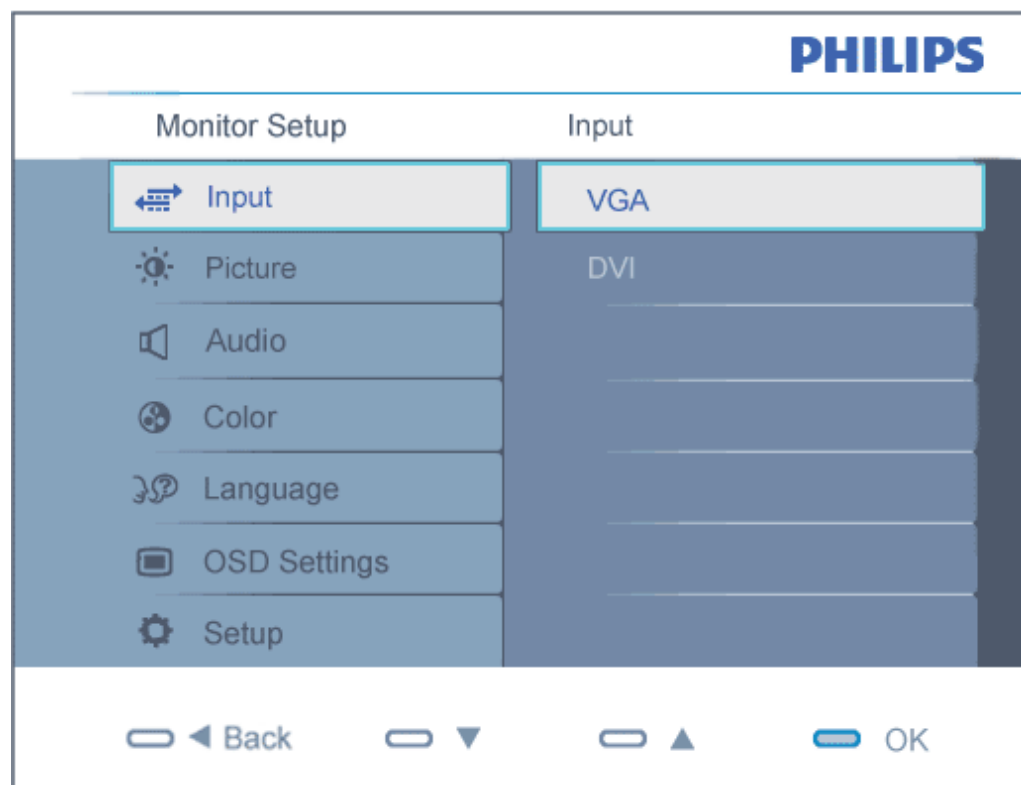 PHILIPS
Monitor Setup
Input
Input
VGA
Picture
DVI
Audio
Color
Language
OSD Settings
Setup
Back
OK